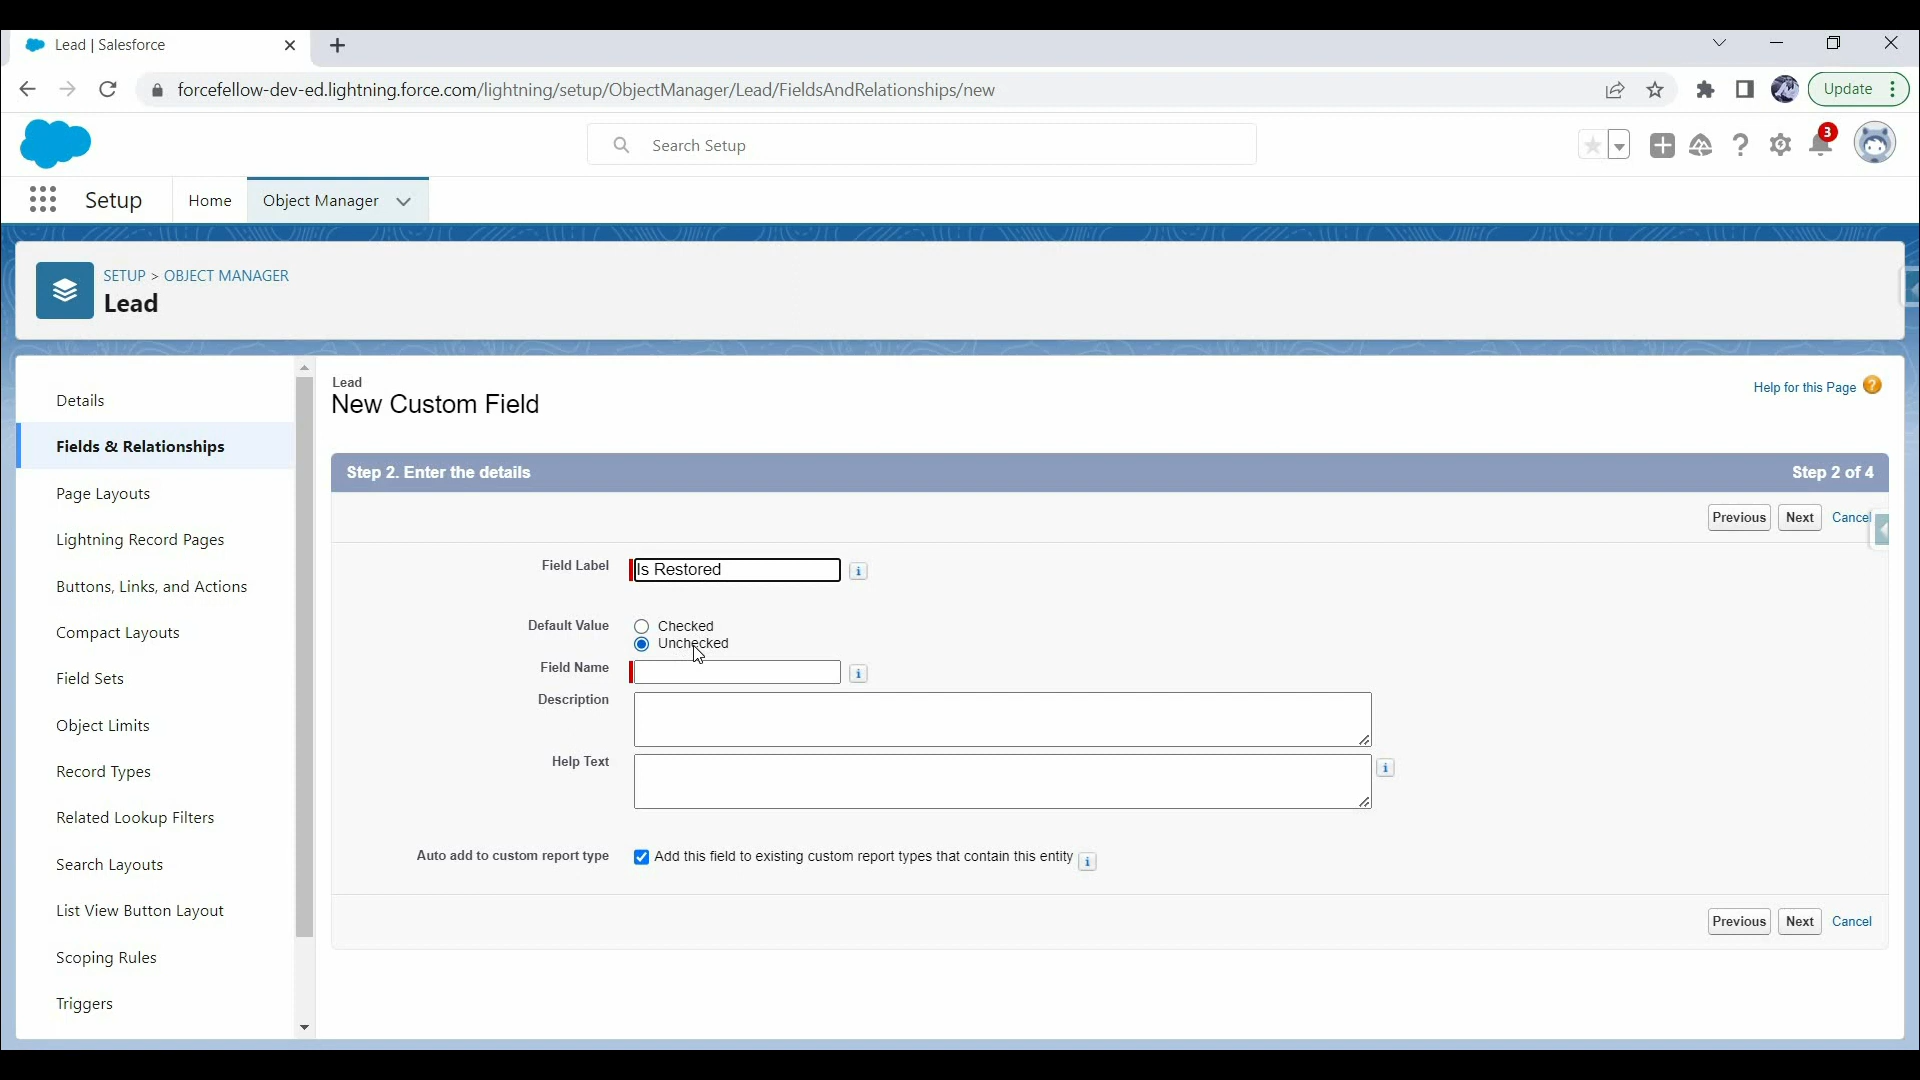 Lead | Salesforce
forcefellow-dev-ed.lightning.force.com/lightning/setup/ObjectManager/Lead/FieldsAndRelationships/new
Update
Search Setup
3
Setup
Home
Object Manager
SETUP > OBJECT MANAGER
Lead
Details
Fields & Relationships
Page Layouts
Lightning Record Pages
Buttons, Links, and Actions
Compact Layouts
Field Sets
Object Limits
Record Types
Related Lookup Filters
Search Layouts
List View Button Layout
Scoping Rules
Triggers
Lead
New Custom Field
Help for this Page
Step 2. Enter the details
Step 2 of 4
Previous Next Cancel
Field Label Is Restored
Default Value Checked
Unchecked
Field Name
Description
Help Text
Auto add to custom report type Add this field to existing custom report types that contain this entity
Previous Next Cancel